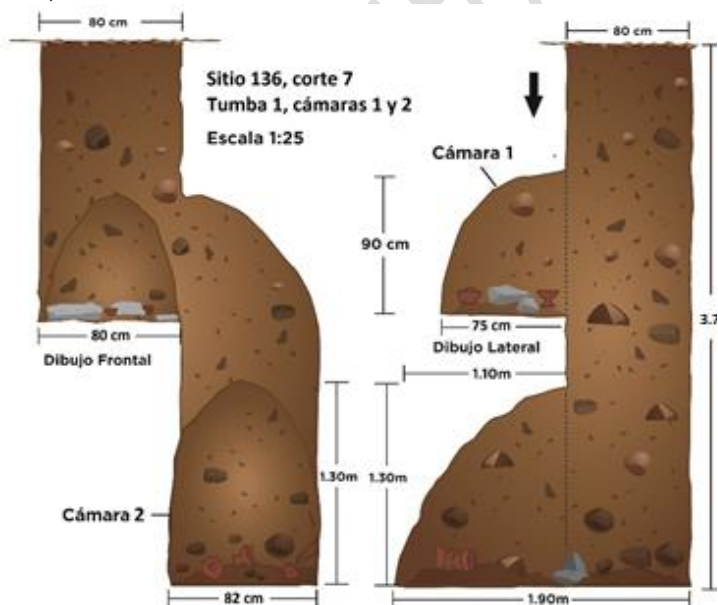 80 cm
80 cm
Sitio 136, corte 7
Tumba 1, cámaras 1 y 2
Escala 1:25
Cámara 1
90 cm
80 cm
Dibujo Frontal
75 cm
Dibujo Lateral
1.10m
1.30m
1.30m
Cámara 2
82 cm
1.90m